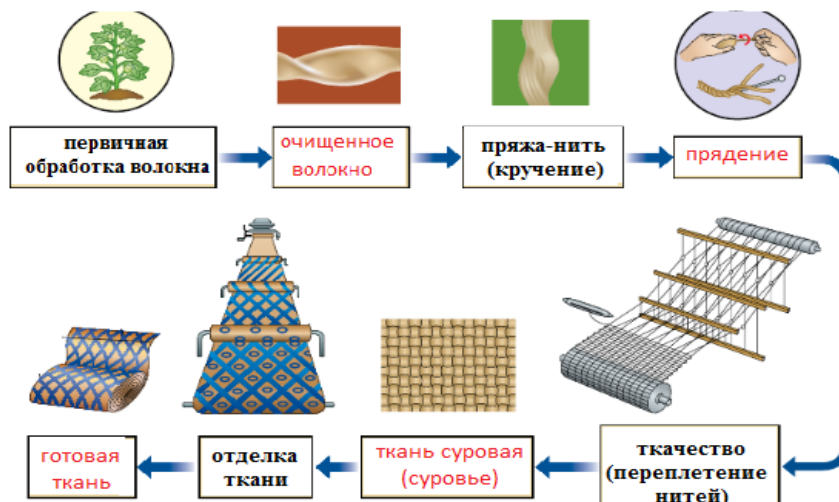 первичная
обработка волокна
очищенное
волокно
пряжа-нить
(кручение)
прядение
ткачество
(переплетение
нитей)
ткань суровая
(суровье)
отделка
ткани
готовая
ткань